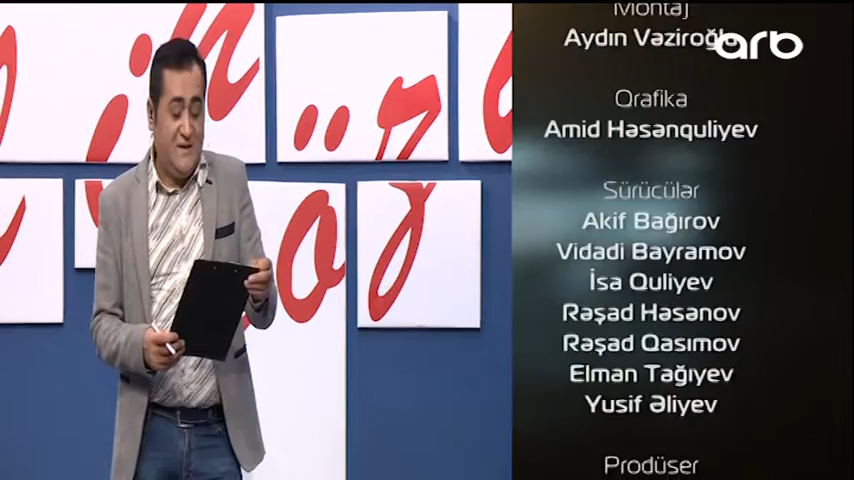 Montaj
Aydın Vəziroğlu
arb
Qrafika
Amid Həsənquliyev
Sürücülər
Akif Bağırov
Vidadi Bayramov
İsa Quliyev
Rəşad Həsənov
Rəşad Qasımov
Elman Tağıyev
Yusif Əliyev
Prodüser